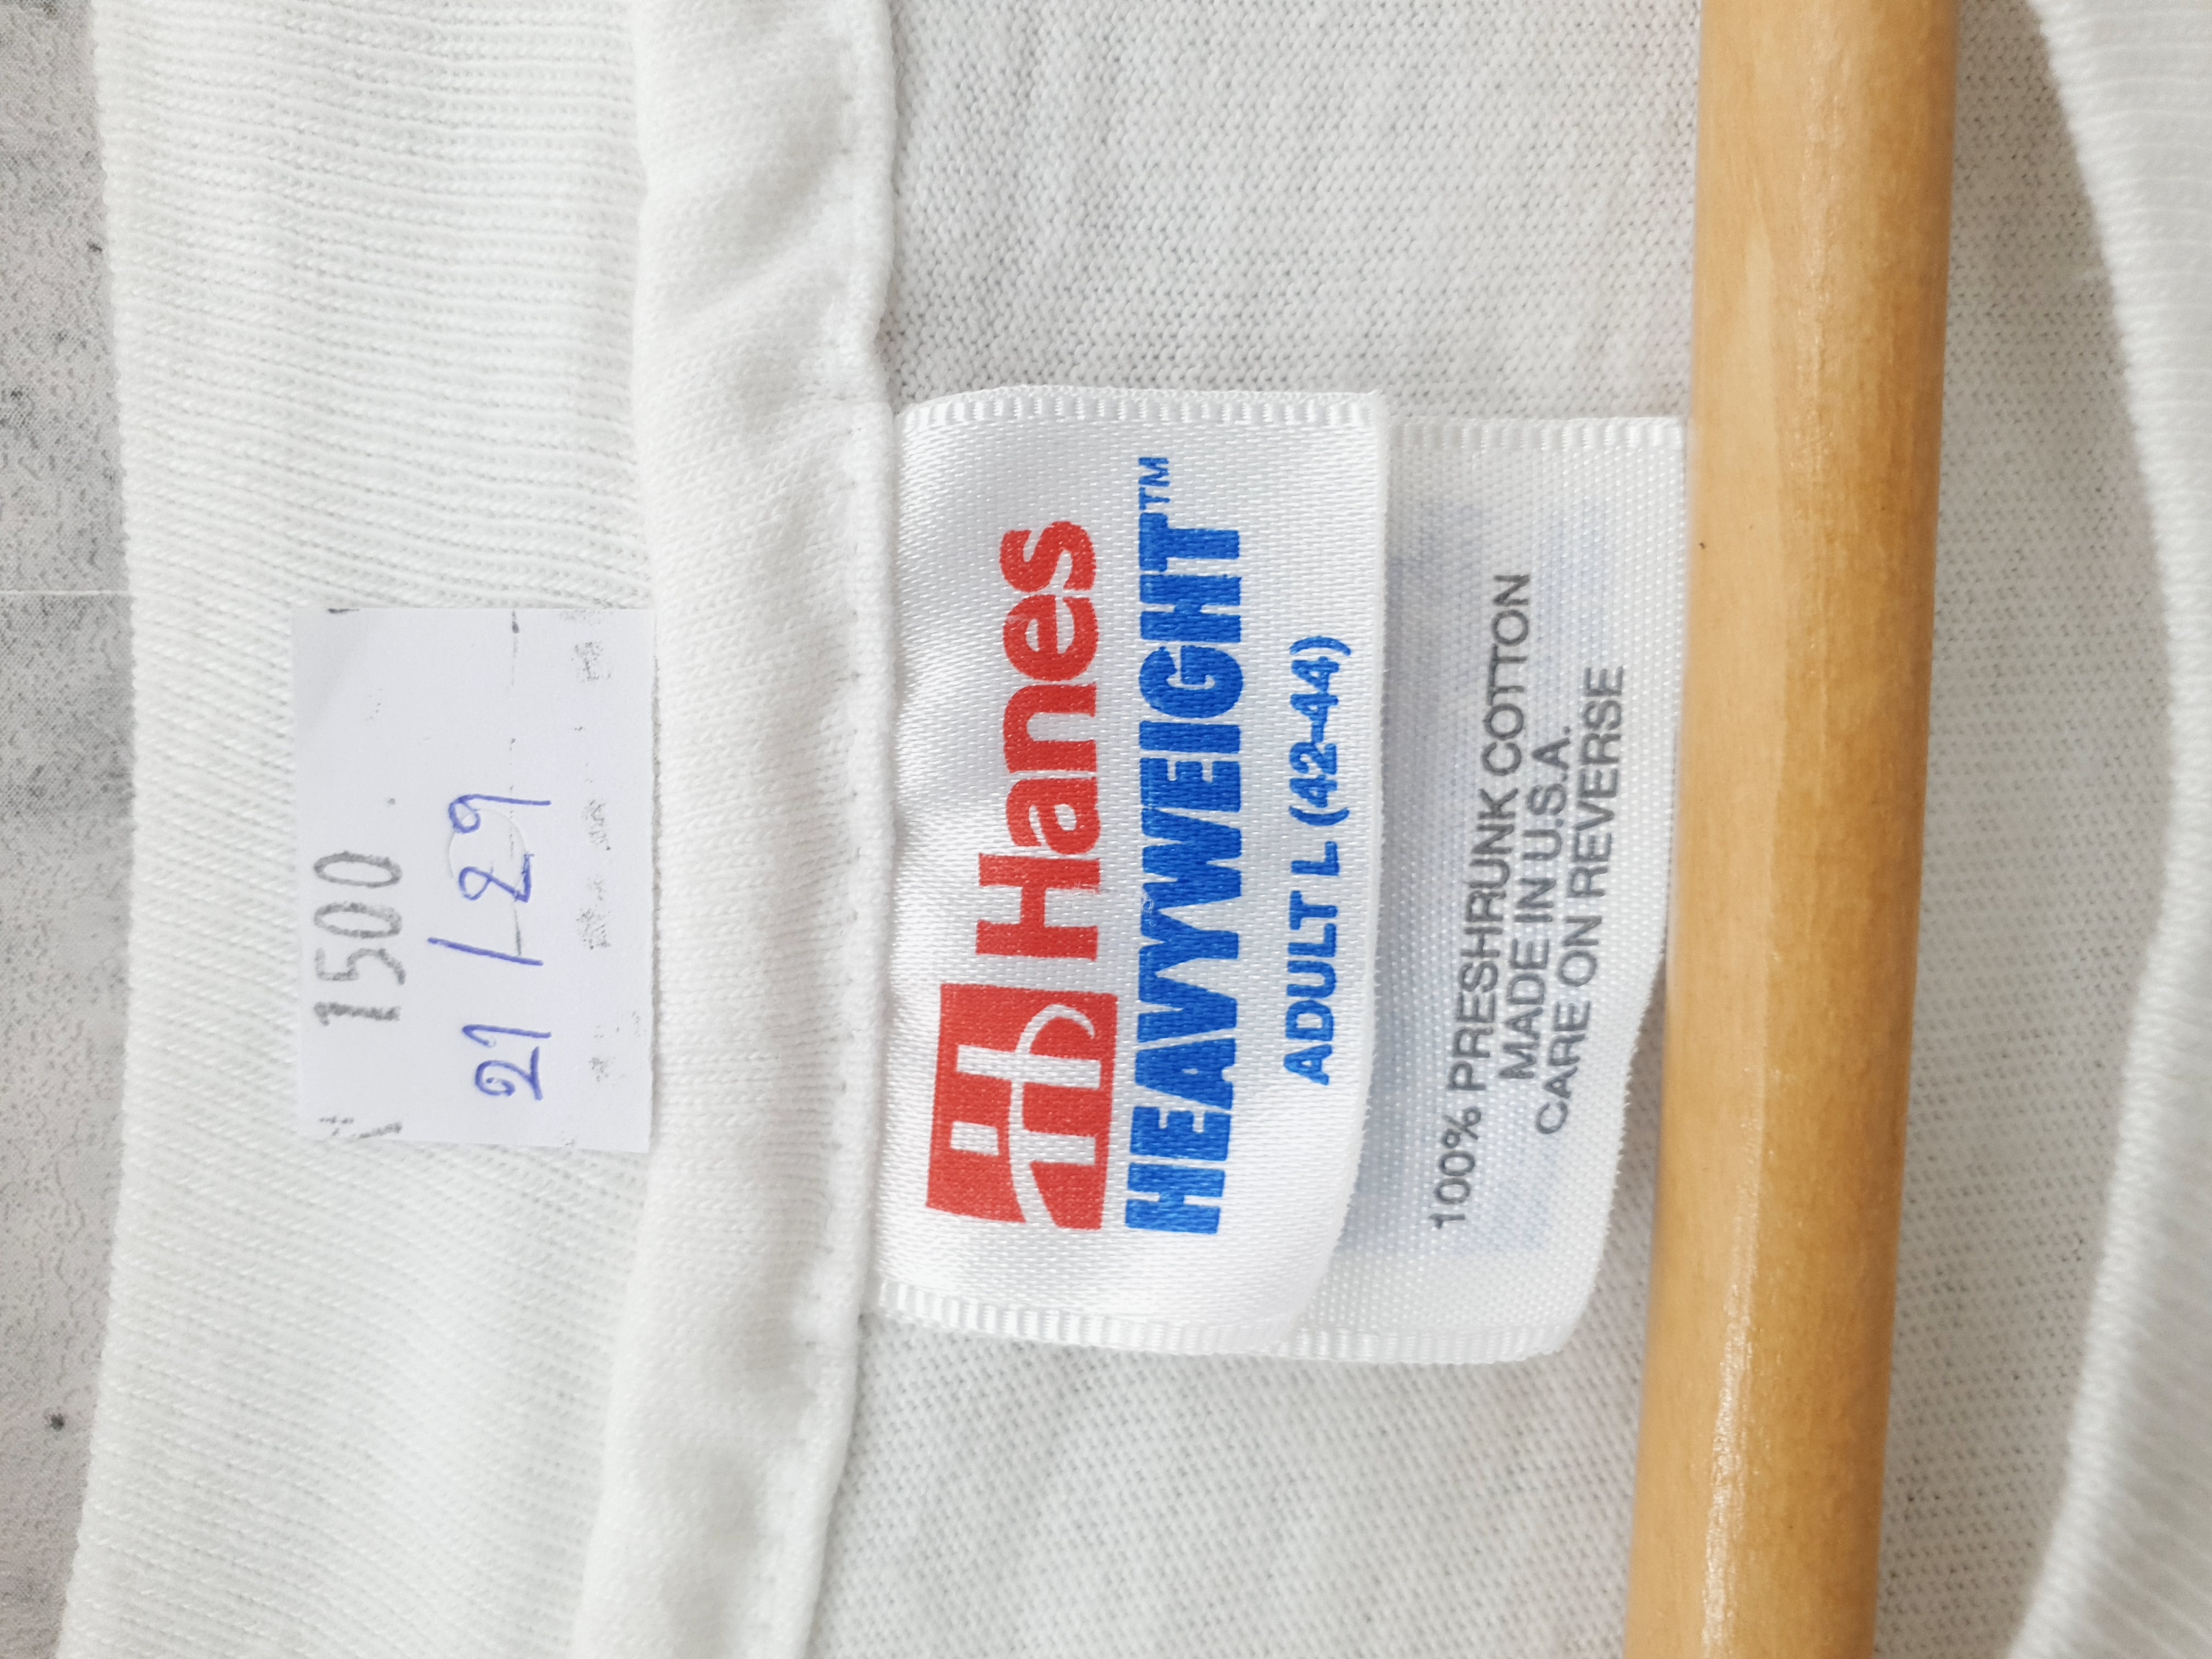 1500
21/29
Hanes
HEAVYWEIGHT™
ADULT L (42-44)
100% PRESHRUNK COTTON
MADE IN U.S.A.
CARE ON REVERSE